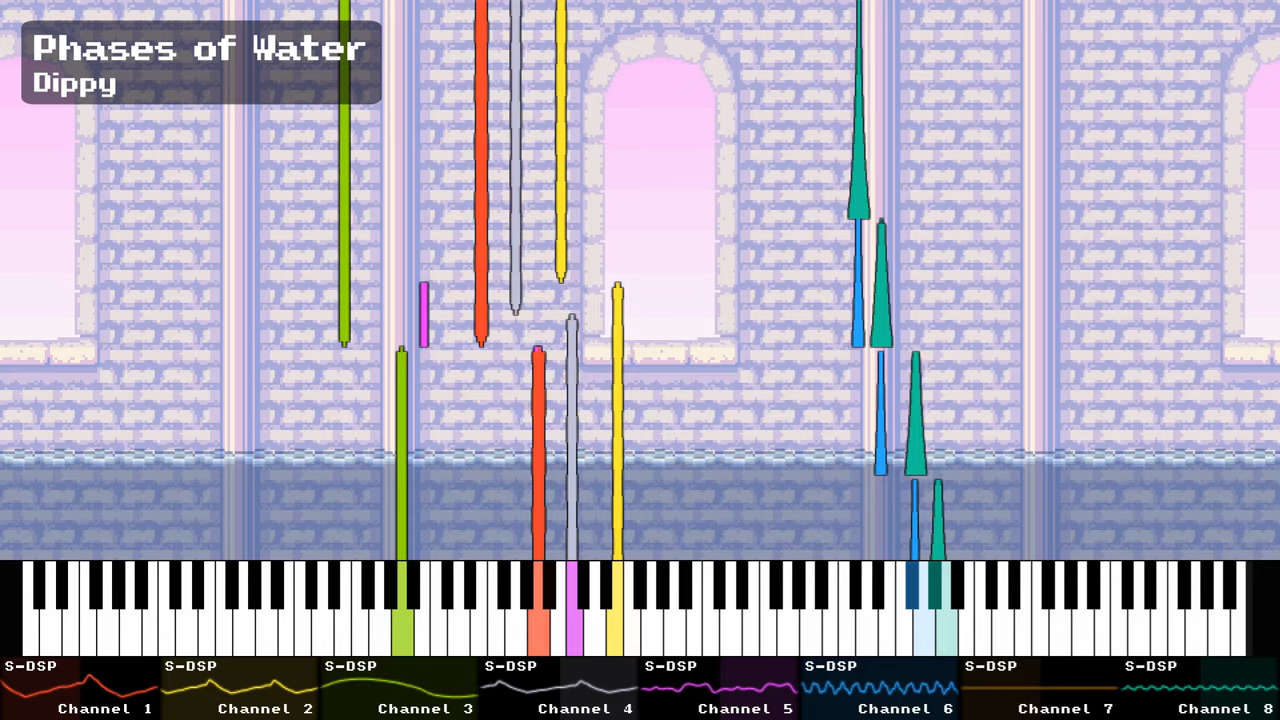 Phases of Water
Dippy
S-DSP S-DSP S-DSP S-DSP S-DSP S-DSP S-DSP S-DSP
Channel 1 Channel 2 Channel 3 Channel 4 Channel 5 Channel 6 Channel 7 Channel 8